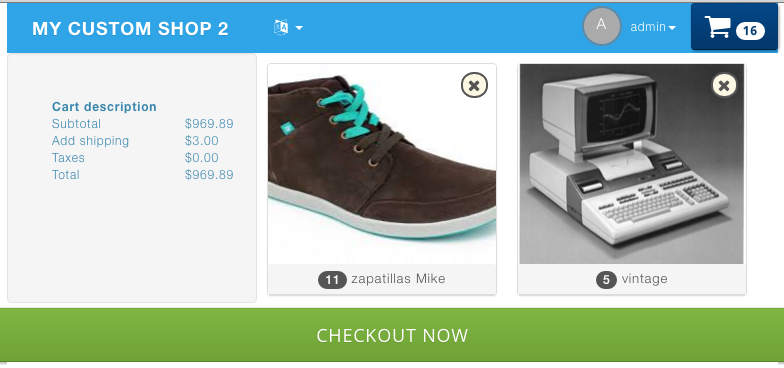 MY CUSTOM SHOP 2
A
admin
16
Cart description
Subtotal $969.89
Add shipping $3.00
Taxes $0.00
Total $969.89
11 zapatillas Mike
5 vintage
CHECKOUT NOW